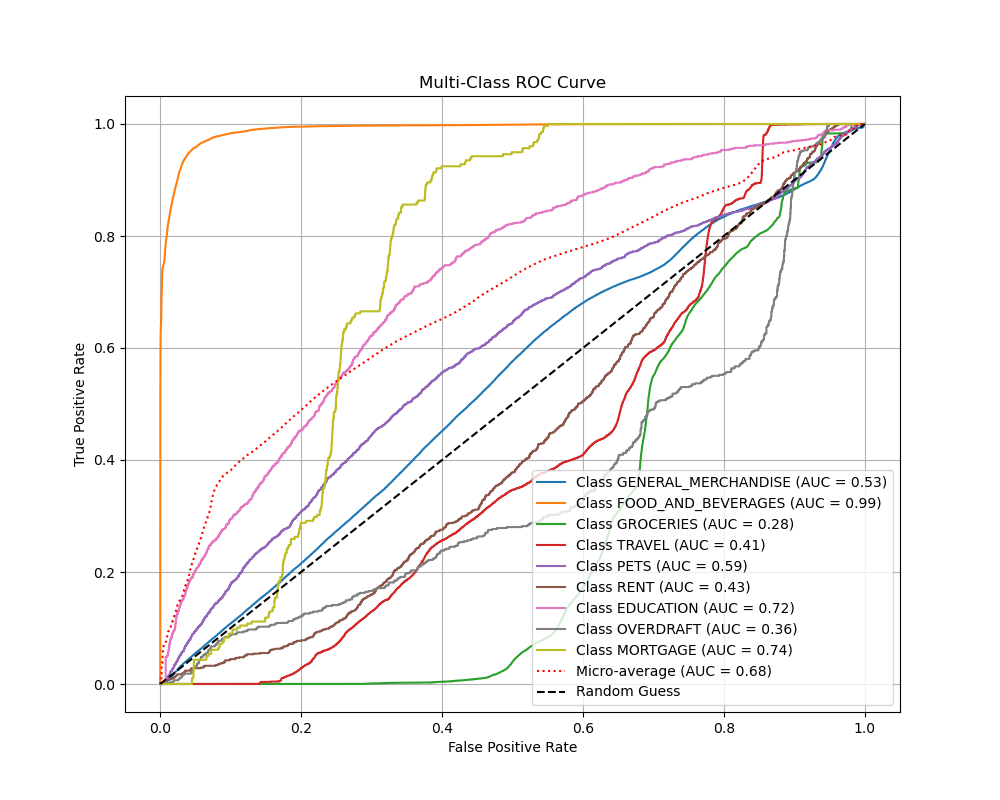 Multi-Class ROC Curve
True Positive Rate
1.0
0.8
0.6
0.4
0.2
0.0
Class GENERAL_MERCHANDISE (AUC = 0.53)
Class FOOD_AND_BEVERAGES (AUC = 0.99)
Class GROCERIES (AUC = 0.28)
Class TRAVEL (AUC = 0.41)
Class PETS (AUC = 0.59)
Class RENT (AUC = 0.43)
Class EDUCATION (AUC = 0.72)
Class OVERDRAFT (AUC = 0.36)
Class MORTGAGE (AUC = 0.74)
Micro-average (AUC = 0.68)
Random Guess
0.0 0.2 0.4 0.6 0.8 1.0
False Positive Rate